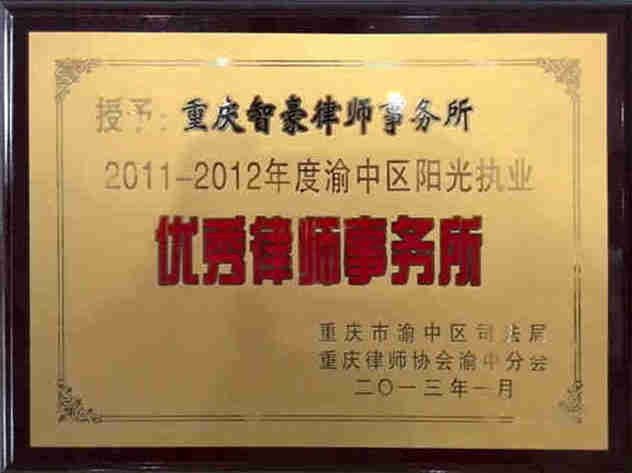 授予：重庆智豪律师事务所
2011-2012年度渝中区阳光执业
优秀律师事务所
重庆市渝中区司法局
重庆律师协会渝中分会
二〇一三年一月